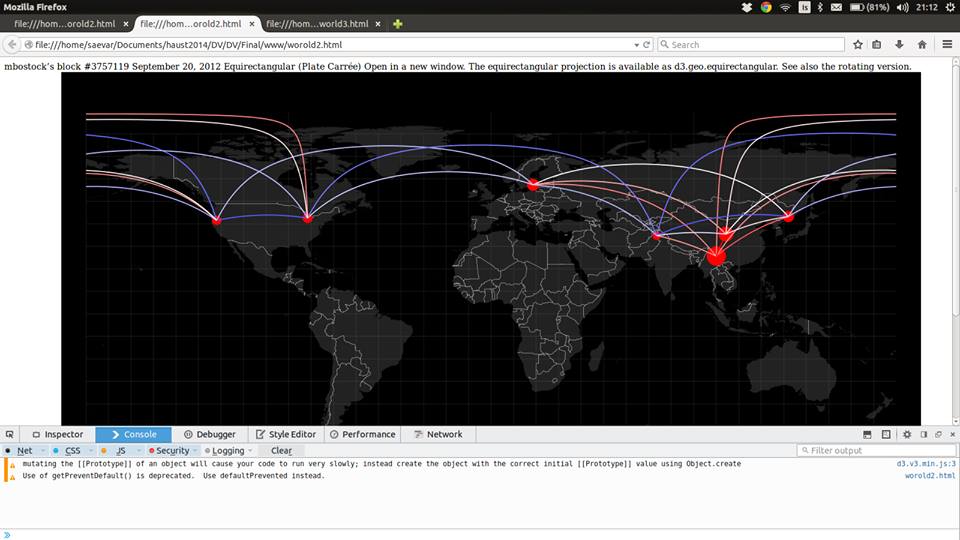 Mozilla Firefox is (81%) 21:12
file:///hom...orold2.html file:///hom...orold2.html file:///hom...world3.html
file:///home/saevar/Documents/haust2014/DV/DV/Final/www/worold2.html Search
mbostock's block #3757119 September 20, 2012 Equirectangular (Plate Carrée) Open in a new window. The equirectangular projection is available as d3.geo.equirectangular. See also the rotating version.
Inspector Console Debugger Style Editor Performance Network
Net CSS JS Security Logging Clear Filter output
mutating the [[Prototype]] of an object will cause your code to run very slowly; instead create the object with the correct initial [[Prototype]] value using Object.create d3.v3.min.js:3
Use of getPreventDefault() is deprecated. Use defaultPrevented instead. worold2.html